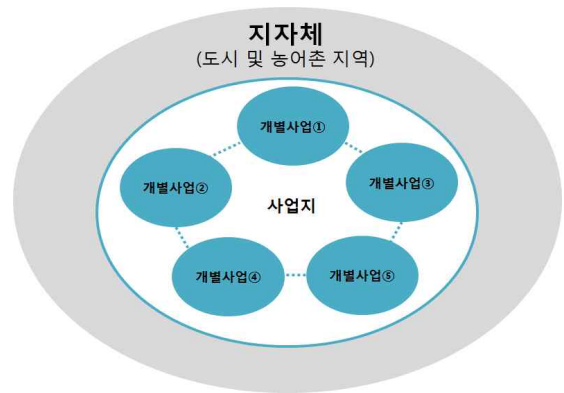 지자체
(도시 및 농어촌 지역)
개별사업①
개별사업②
개별사업③
사업지
개별사업④
개별사업⑤